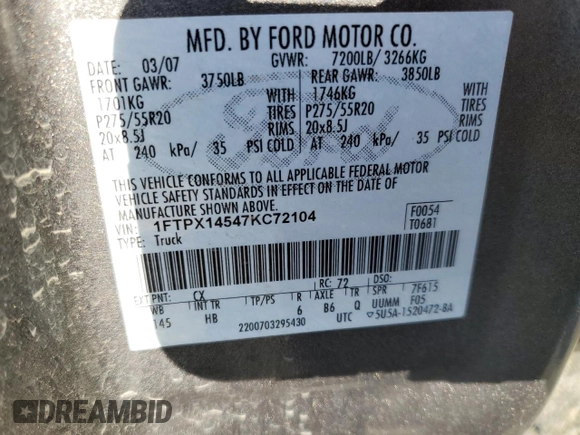 MFD. BY FORD MOTOR CO.
DATE: 03/07 GVWR: 7200LB/ 3266KG
FRONT GAWR: 3750LB REAR GAWR: 3850LB
1701KG WITH 1746KG WITH
P275/55R20 TIRES P275/55R20 TIRES
20x8.5J RIMS 20x8.5J RIMS
AT 240 kPa/ 35 PSI COLD AT 240 kPa/ 35 PSI COLD
Ford
THIS VEHICLE CONFORMS TO ALL APPLICABLE FEDERAL MOTOR
VEHICLE SAFETY STANDARDS IN EFFECT ON THE DATE OF
MANUFACTURE SHOWN ABOVE.
VIN: 1FTPX14547KC72104 F0054
TYPE: Truck T0681
EXT PNT: CX RC: 72 DSO:
WB INT TR TP/PS R AXLE TR SPR 7F615
145 HB 6 B6 Q UUMM F05
2200703295430 UTC ▽5U5A-1520472-BA
DREAMBID